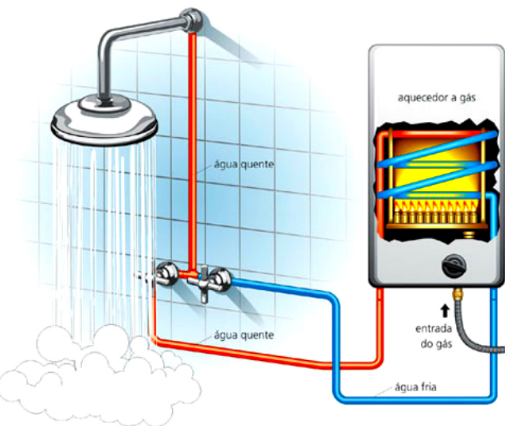 aquecedor a gás
água quente
entrada
do gás
água quente
água fria